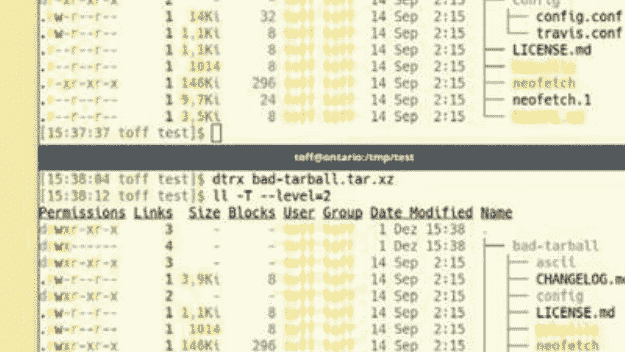 config
. w-r--r-- 1 14Ki 32 14 Sep 2:15 config.conf
. w-r--r-- 1 1,1Ki 8 14 Sep 2:15 travis.conf
. --r--r-- 1 1,1Ki 8 14 Sep 2:15 LICENSE.md
. --r--r-- 1 1014 8 14 Sep 2:15
. -xr-xr-x 1 146Ki 296 14 Sep 2:15 neofetch
. --r--r-- 1 9,7Ki 24 14 Sep 2:15 neofetch.1
. --r--r-- 1 3,5Ki 8 14 Sep 2:15
[15:37:37 toff test]$
toff@ontario:/tmp/test
[15:38:04 toff test]$ dtrx bad-tarball.tar.xz
[15:38:12 toff test]$ ll -T --level=2
Permissions Links Size Blocks User Group Date Modified Name
d wxr-xr-x 3 - - 1 Dez 15:38 .
d wx------ 4 - - 1 Dez 15:38 bad-tarball
d wxr-xr-x 3 - - 14 Sep 2:15 ascii
. w-r--r-- 1 3,9Ki 8 14 Sep 2:15 CHANGELOG.m
d wxr-xr-x 2 - - 14 Sep 2:15 config
. w-r--r-- 1 1,1Ki 8 14 Sep 2:15 LICENSE.md
. w-r--r-- 1 1014 8 14 Sep 2:15
. wxr-xr-x 1 146Ki 296 14 Sep 2:15 neofetch